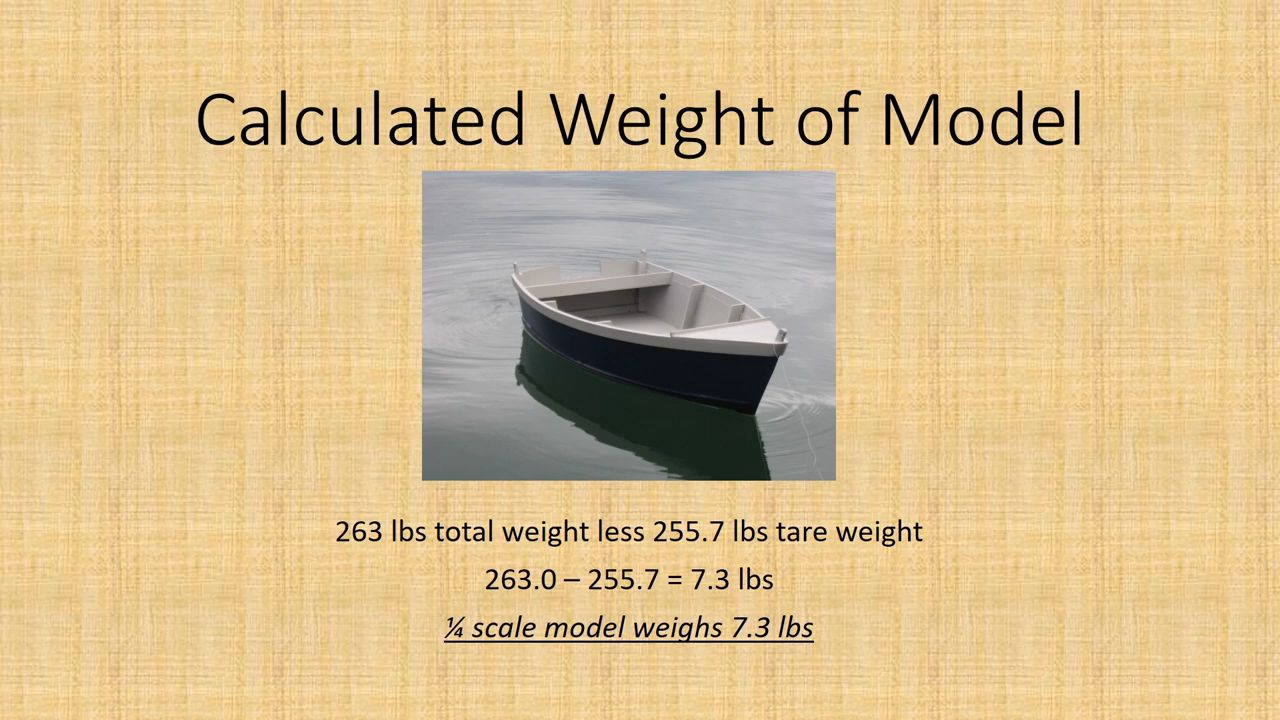 Calculated Weight of Model
263 lbs total weight less 255.7 lbs tare weight
263.0 – 255.7 = 7.3 lbs
¼ scale model weighs 7.3 lbs